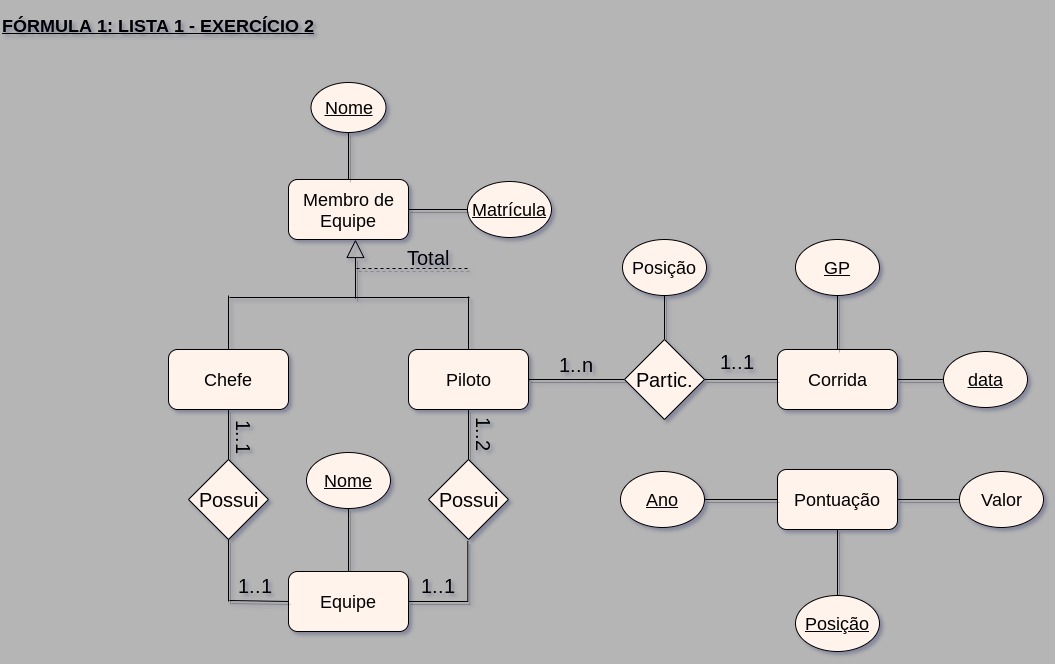 FÓRMULA 1: LISTA 1 - EXERCÍCIO 2
Nome
Membro de
Equipe
Matrícula
Total
Posição
GP
Chefe
Piloto
1..n
Partic.
1..1
Corrida
data
1..1
1..2
Possui
Nome
Possui
Ano
Pontuação
Valor
1..1
Equipe
1..1
Posição